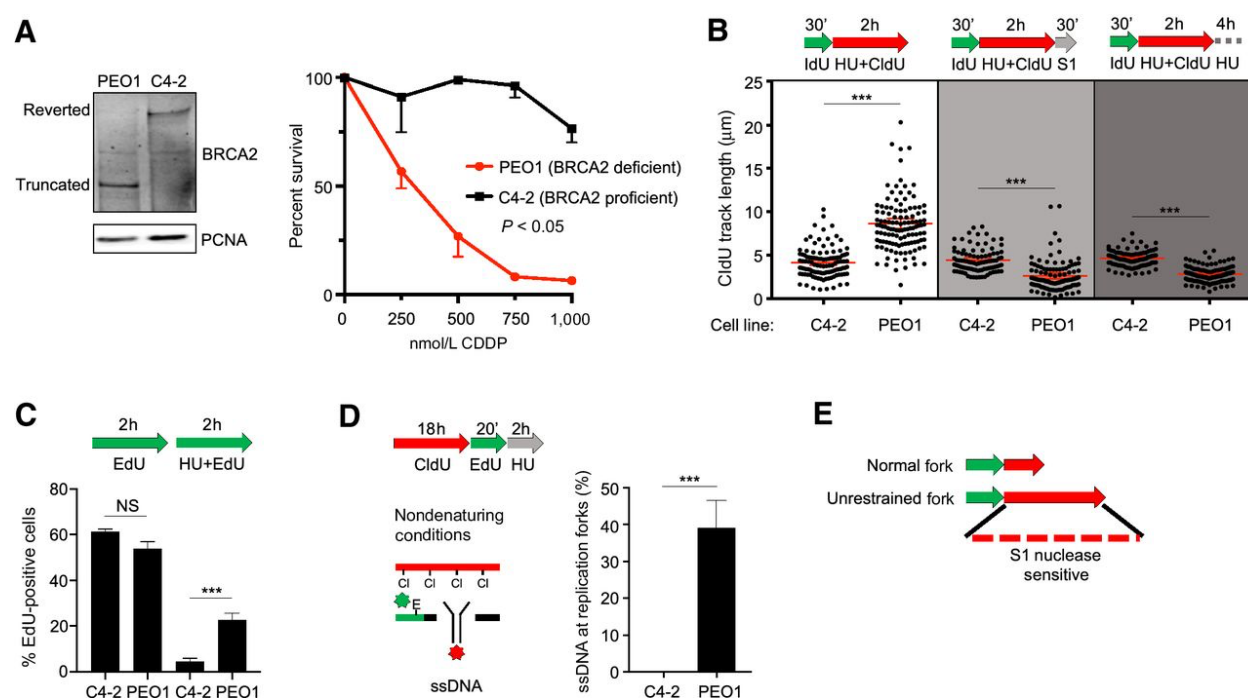 A
PEO1 C4-2
Reverted
BRCA2
Truncated
PCNA
Percent survival
100
50
0
PEO1 (BRCA2 deficient)
C4-2 (BRCA2 proficient)
P < 0.05
0 250 500 750 1,000
nmol/L CDDP
B
30' 2h 30' 2h 30' 30' 2h 4h
IdU HU+CldU IdU HU+CldU S1 IdU HU+CldU HU
CldU track length (μm)
25
20
15
10
5
0
*** *** ***
Cell line: C4-2 PEO1 C4-2 PEO1 C4-2 PEO1
C
2h 2h
EdU HU+EdU
% EdU-positive cells
80
60
40
20
0
NS
***
C4-2 PEO1 C4-2 PEO1
D
18h 20' 2h
CldU EdU HU
Nondenaturing
conditions
Cl Cl Cl Cl
E
ssDNA
ssDNA at replication forks (%)
50
40
30
20
10
0
***
C4-2 PEO1
E
Normal fork
Unrestrained fork
S1 nuclease
sensitive